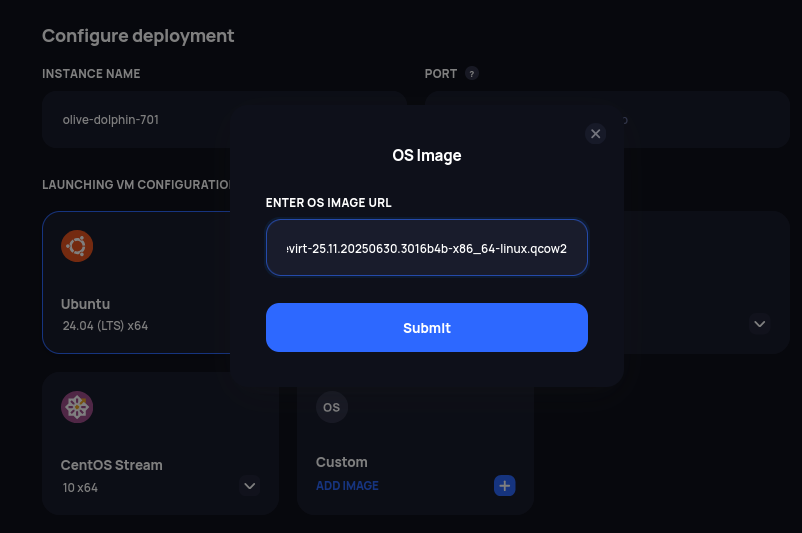 Configure deployment
INSTANCE NAME
PORT ?
olive-dolphin-701
OS Image
LAUNCHING VM CONFIGURATION
ENTER OS IMAGE URL
virt-25.11.20250630.3016b4b-x86_64-linux.qcow2
Ubuntu
24.04 (LTS) x64
Submit
OS
CentOS Stream
10 x64
Custom
ADD IMAGE